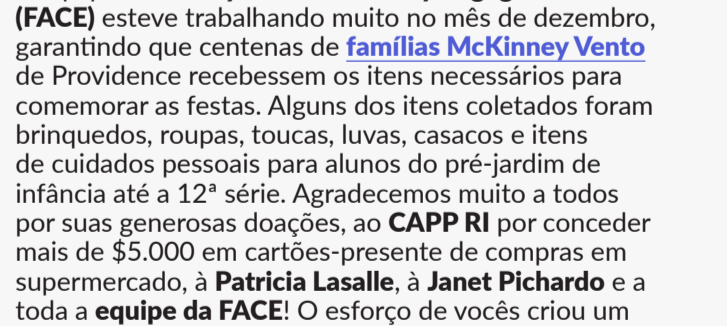 (FACE) esteve trabalhando muito no mês de dezembro,
garantindo que centenas de famílias McKinney Vento
de Providence recebessem os itens necessários para
comemorar as festas. Alguns dos itens coletados foram
brinquedos, roupas, toucas, luvas, casacos e itens
de cuidados pessoais para alunos do pré-jardim de
infância até a 12ª série. Agradecemos muito a todos
por suas generosas doações, ao CAPP RI por conceder
mais de $5.000 em cartões-presente de compras em
supermercado, à Patricia Lasalle, à Janet Pichardo e a
toda a equipe da FACE! O esforço de vocês criou um